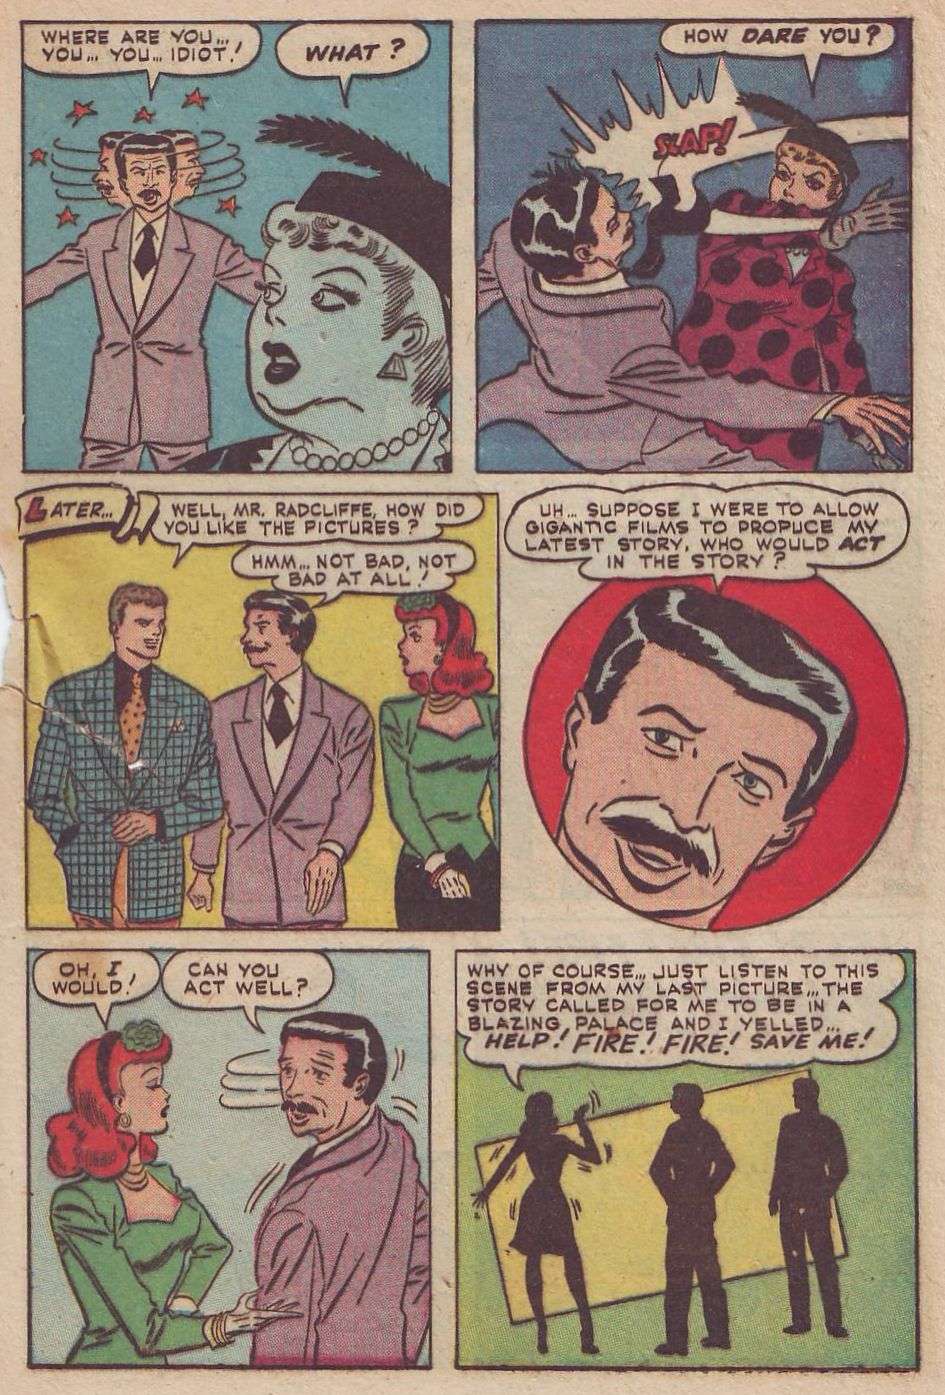 WHERE ARE YOU...
YOU... YOU... IDIOT!
WHAT?
HOW DARE YOU?
SLAP!
LATER...
WELL, MR. RADCLIFFE, HOW DID
YOU LIKE THE PICTURES?
HMM... NOT BAD, NOT
BAD AT ALL!
UH... SUPPOSE I WERE TO ALLOW
GIGANTIC FILMS TO PRODUCE MY
LATEST STORY, WHO WOULD ACT
IN THE STORY?
OH, I
WOULD!
CAN YOU
ACT WELL?
WHY OF COURSE... JUST LISTEN TO THIS
SCENE FROM MY LAST PICTURE... THE
STORY CALLED FOR ME TO BE IN A
BLAZING PALACE AND I YELLED...
HELP! FIRE! FIRE! SAVE ME!